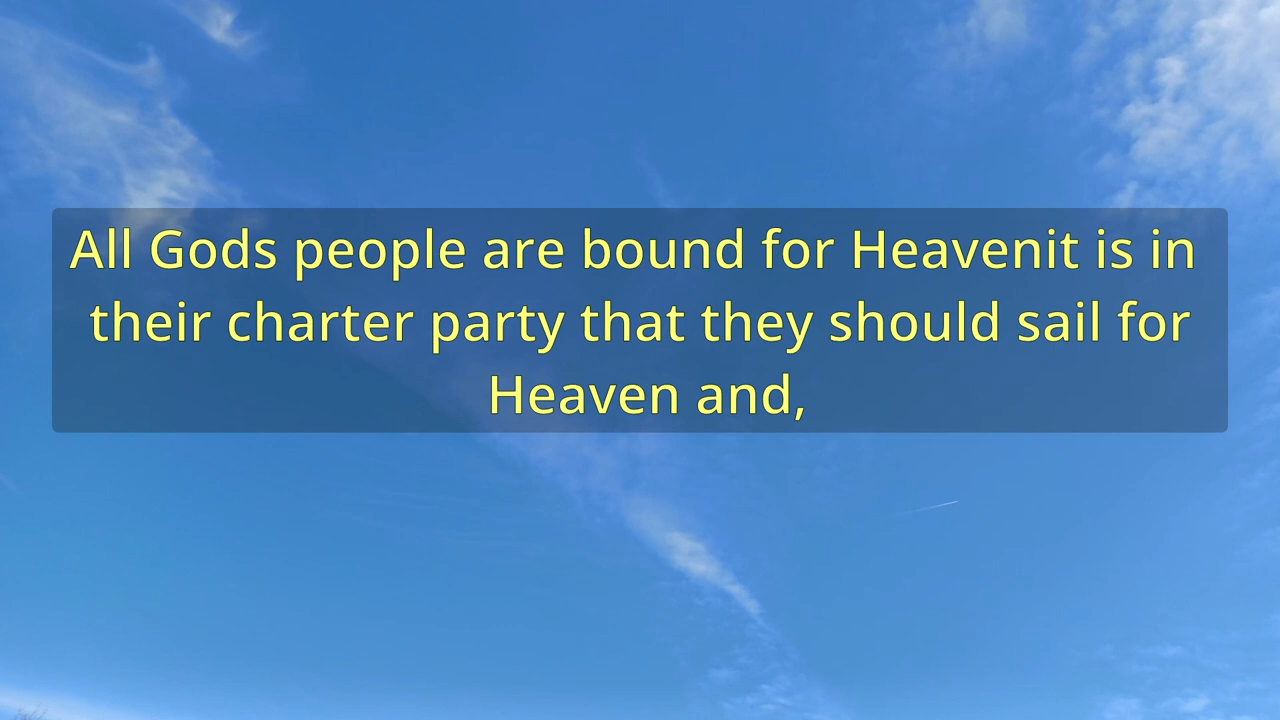 All Gods people are bound for Heavenit is in
their charter party that they should sail for
Heaven and,